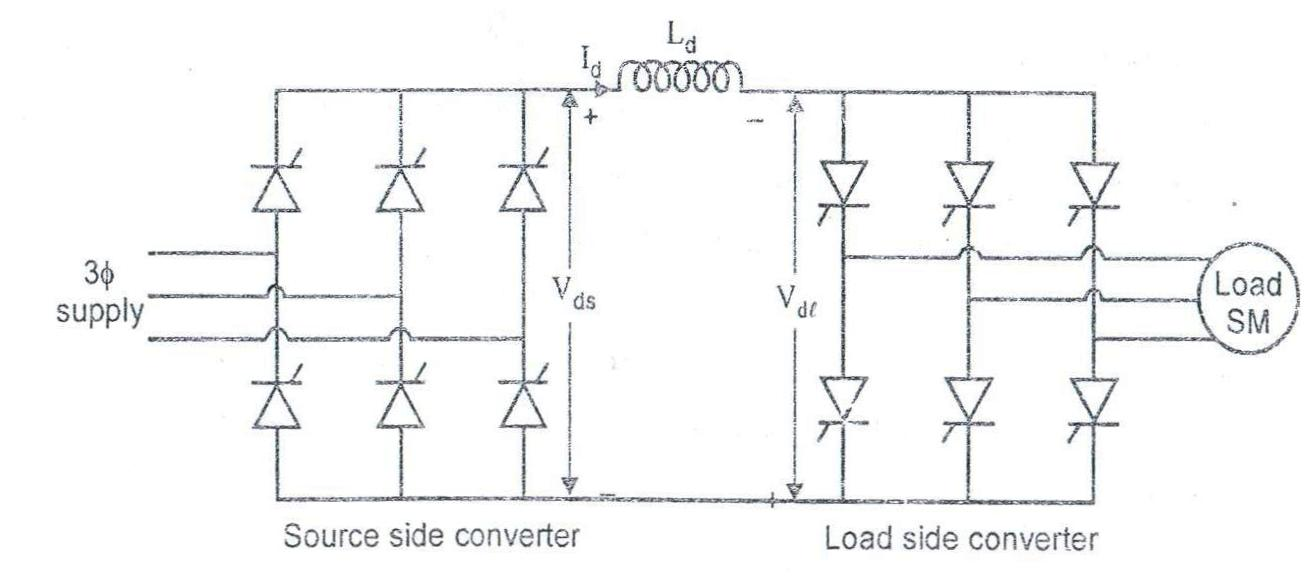 L_d
I_d
+
−
3ϕ
supply
V_ds
V_dℓ
Load
SM
−
+
Source side converter
Load side converter